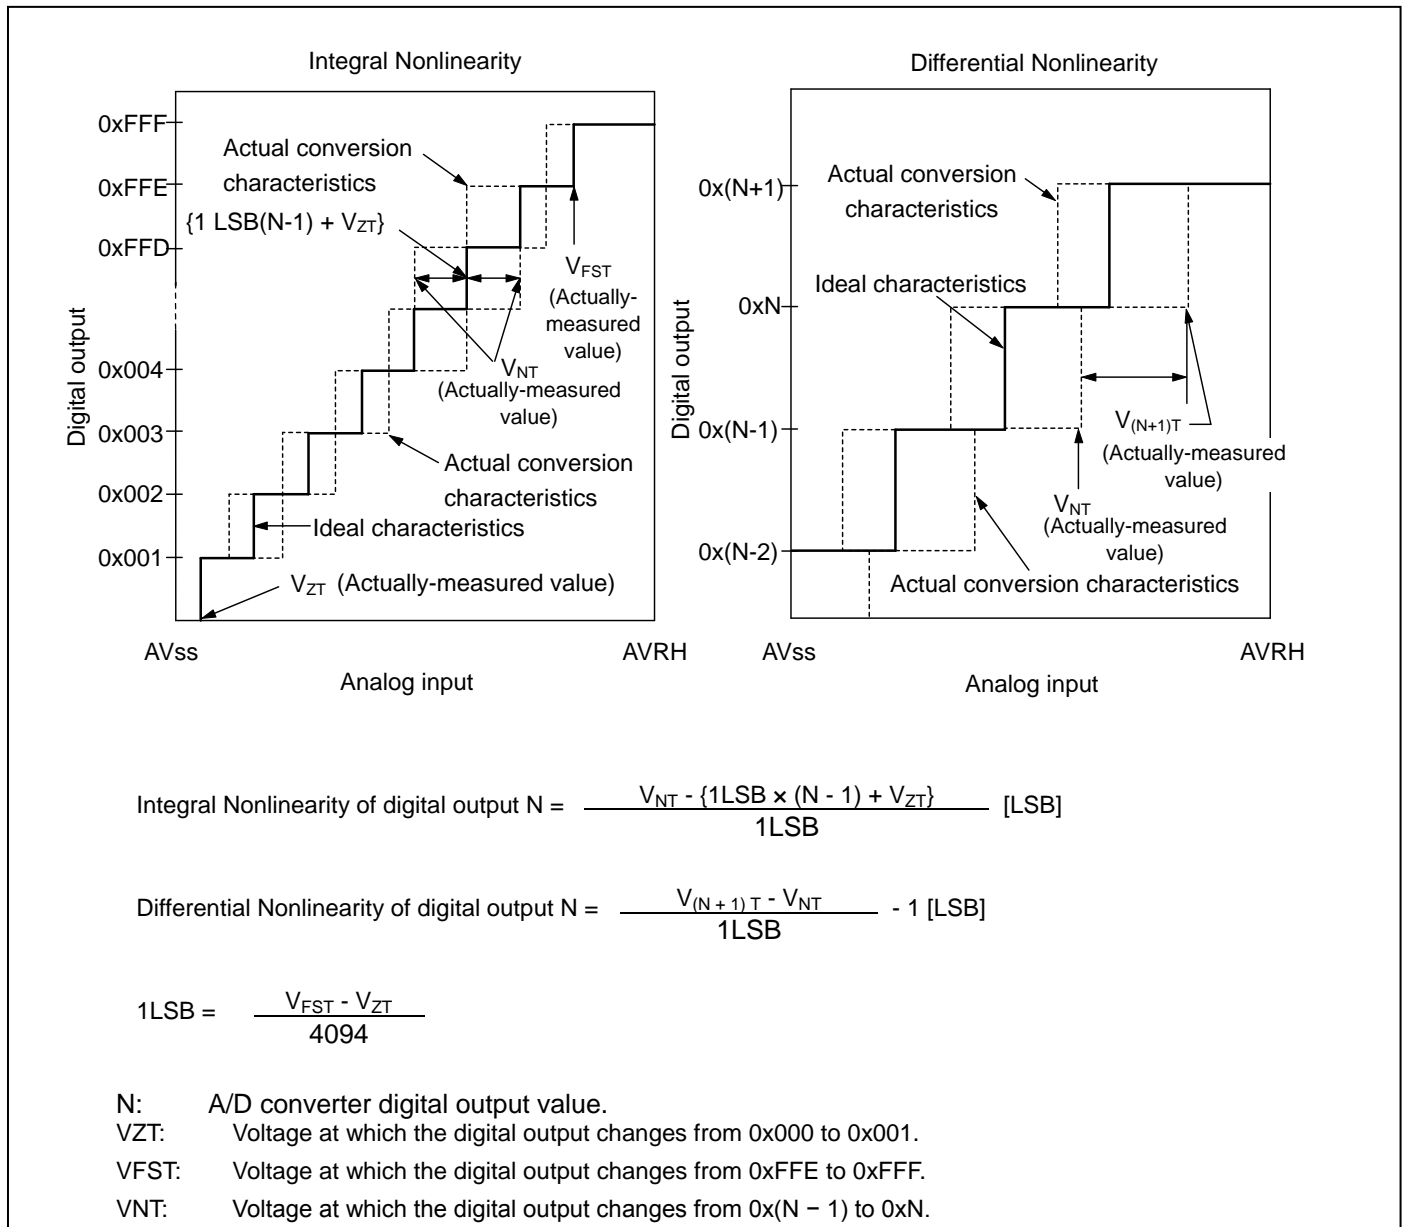 Integral Nonlinearity
0xFFF
0xFFE
0xFFD
0x004
0x003
0x002
0x001
Digital output
Actual conversion
characteristics
{1 LSB(N-1) + VZT}
VFST
(Actually-
measured
value)
VNT
(Actually-measured
value)
Actual conversion
characteristics
Ideal characteristics
VZT (Actually-measured value)
AVss
AVRH
Analog input
Differential Nonlinearity
0x(N+1)
0xN
0x(N-1)
0x(N-2)
Digital output
Actual conversion
characteristics
Ideal characteristics
V(N+1)T
(Actually-measured
value)
VNT
(Actually-measured
value)
Actual conversion characteristics
AVss
AVRH
Analog input
Integral Nonlinearity of digital output N = VNT - {1LSB × (N - 1) + VZT} [LSB]
1LSB
Differential Nonlinearity of digital output N = V(N + 1) T - VNT - 1 [LSB]
1LSB
1LSB = VFST - VZT
4094
N: A/D converter digital output value.
VZT: Voltage at which the digital output changes from 0x000 to 0x001.
VFST: Voltage at which the digital output changes from 0xFFE to 0xFFF.
VNT: Voltage at which the digital output changes from 0x(N − 1) to 0xN.